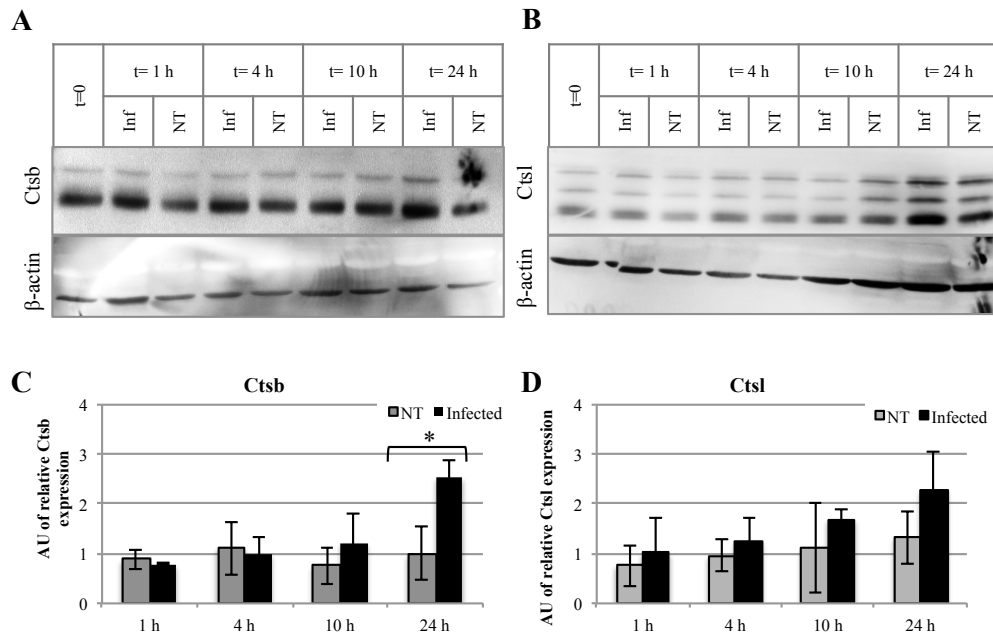 A
t=0
t= 1 h
t= 4 h
t= 10 h
t= 24 h
Inf
NT
Inf
NT
Inf
NT
Inf
NT
Ctsb
β-actin
B
t=0
t= 1 h
t= 4 h
t= 10 h
t= 24 h
Inf
NT
Inf
NT
Inf
NT
Inf
NT
Ctsl
β-actin
C
Ctsb
AU of relative Ctsb
expression
4
3
2
1
0
NT
Infected
*
1 h
4 h
10 h
24 h
D
Ctsl
AU of relative Ctsl expression
4
3
2
1
0
NT
Infected
1 h
4 h
10 h
24 h